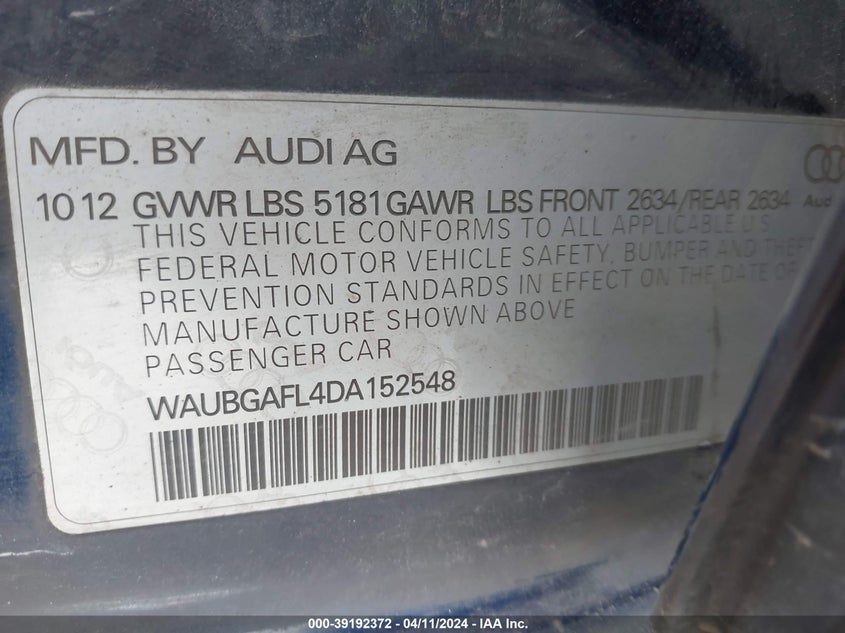 MFD. BY AUDI AG
10 12 GVWR LBS 5181 GAWR LBS FRONT 2634/REAR 2634
Aud
THIS VEHICLE CONFORMS TO ALL APPLICABLE U S
FEDERAL MOTOR VEHICLE SAFETY, BUMPER AND THEFT
PREVENTION STANDARDS IN EFFECT ON THE DATE OF
MANUFACTURE SHOWN ABOVE
PASSENGER CAR
WAUBGAFL4DA152548
000-39192372 - 04/11/2024 - IAA Inc.